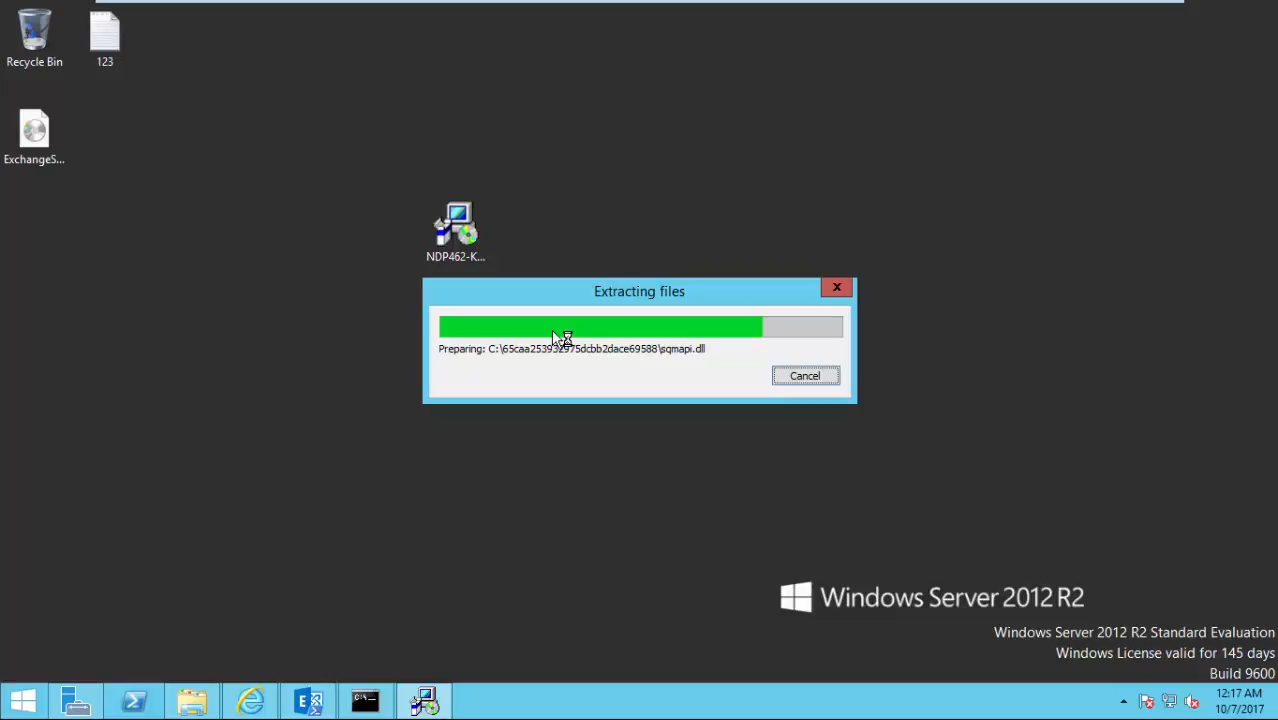 Recycle Bin
123
ExchangeS...
NDP462-K...
Extracting files
Preparing: C:\65caa253932975dcbb2dace69588\sqmapi.dll
Cancel
Windows Server 2012 R2
Windows Server 2012 R2 Standard Evaluation
Windows License valid for 145 days
Build 9600
12:17 AM
10/7/2017